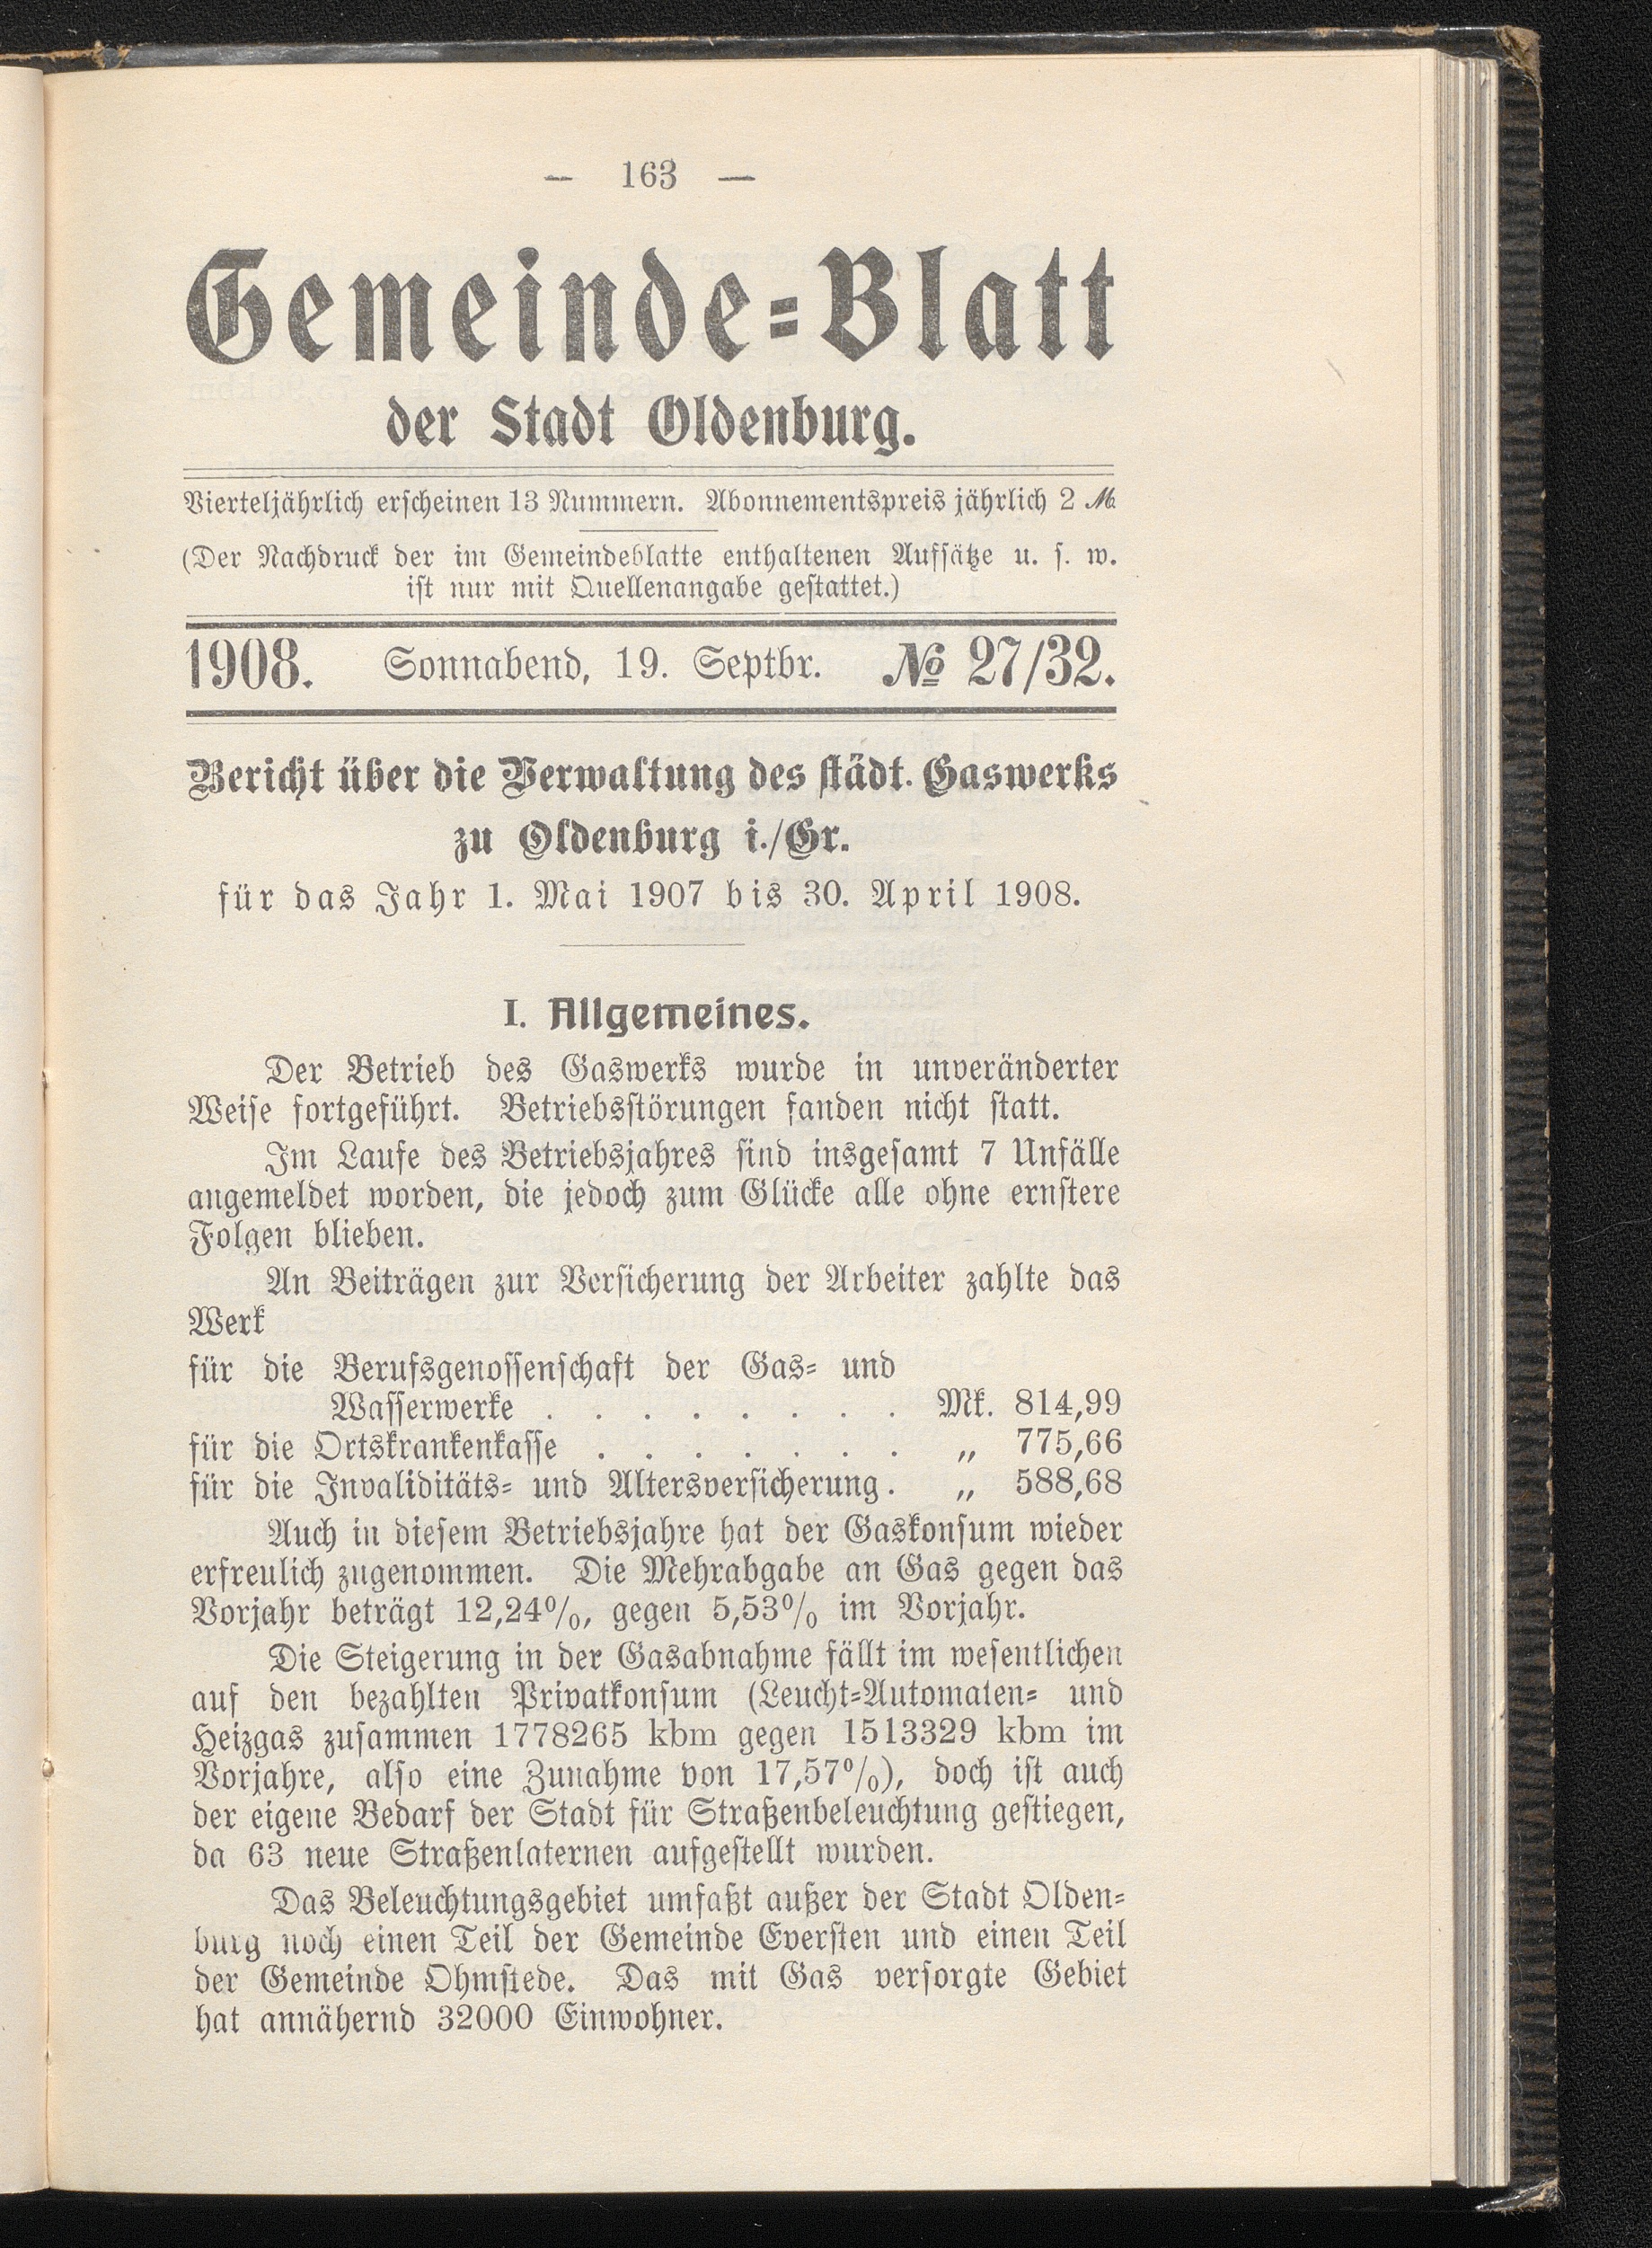 — 163 —
Gemeinde=Blatt
der Stadt Oldenburg.
Vierteljährlich erscheinen 13 Nummern. Abonnementspreis jährlich 2 ℳ
(Der Nachdruck der im Gemeindeblatte enthaltenen Aufsätze u. s. w.
ist nur mit Quellenangabe gestattet.)
1908. Sonnabend, 19. Septbr. № 27/32.
Bericht über die Verwaltung des städt. Gaswerks
zu Oldenburg i./Gr.
für das Jahr 1. Mai 1907 bis 30. April 1908.
I. Allgemeines.
Der Betrieb des Gaswerks wurde in unveränderter
Weise fortgeführt. Betriebsstörungen fanden nicht statt.
Im Laufe des Betriebsjahres sind insgesamt 7 Unfälle
angemeldet worden, die jedoch zum Glücke alle ohne ernstere
Folgen blieben.
An Beiträgen zur Versicherung der Arbeiter zahlte das
Werk
für die Berufsgenossenschaft der Gas= und
Wasserwerke . . . . . . . . Mk. 814,99
für die Ortskrankenkasse . . . . . . . „ 775,66
für die Invaliditäts= und Altersversicherung . „ 588,68
Auch in diesem Betriebsjahre hat der Gaskonsum wieder
erfreulich zugenommen. Die Mehrabgabe an Gas gegen das
Vorjahr beträgt 12,24%, gegen 5,53% im Vorjahr.
Die Steigerung in der Gasabnahme fällt im wesentlichen
auf den bezahlten Privatkonsum (Leucht=Automaten= und
Heizgas zusammen 1778265 kbm gegen 1513329 kbm im
Vorjahre, also eine Zunahme von 17,57%), doch ist auch
der eigene Bedarf der Stadt für Straßenbeleuchtung gestiegen,
da 63 neue Straßenlaternen aufgestellt wurden.
Das Beleuchtungsgebiet umfaßt außer der Stadt Olden=
burg noch einen Teil der Gemeinde Eversten und einen Teil
der Gemeinde Ohmstede. Das mit Gas versorgte Gebiet
hat annähernd 32000 Einwohner.